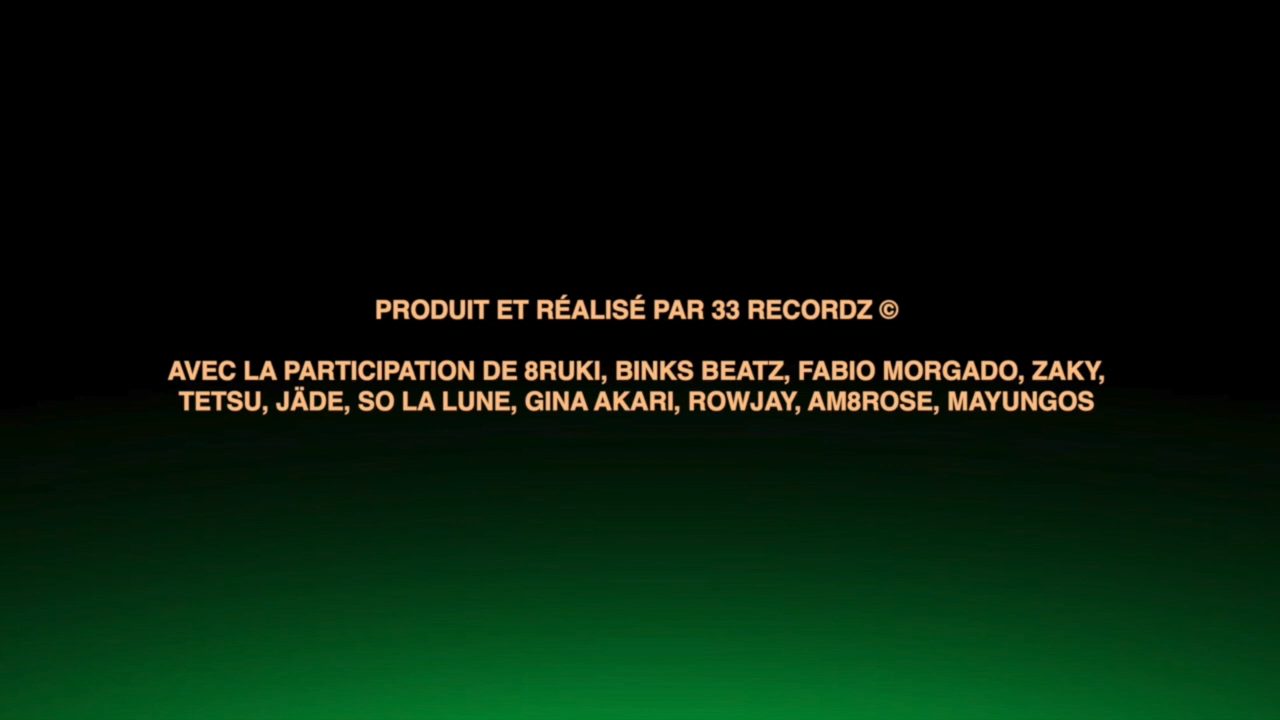 PRODUIT ET RÉALISÉ PAR 33 RECORDZ ©
AVEC LA PARTICIPATION DE 8RUKI, BINKS BEATZ, FABIO MORGADO, ZAKY,
TETSU, JÄDE, SO LA LUNE, GINA AKARI, ROWJAY, AM8ROSE, MAYUNGOS